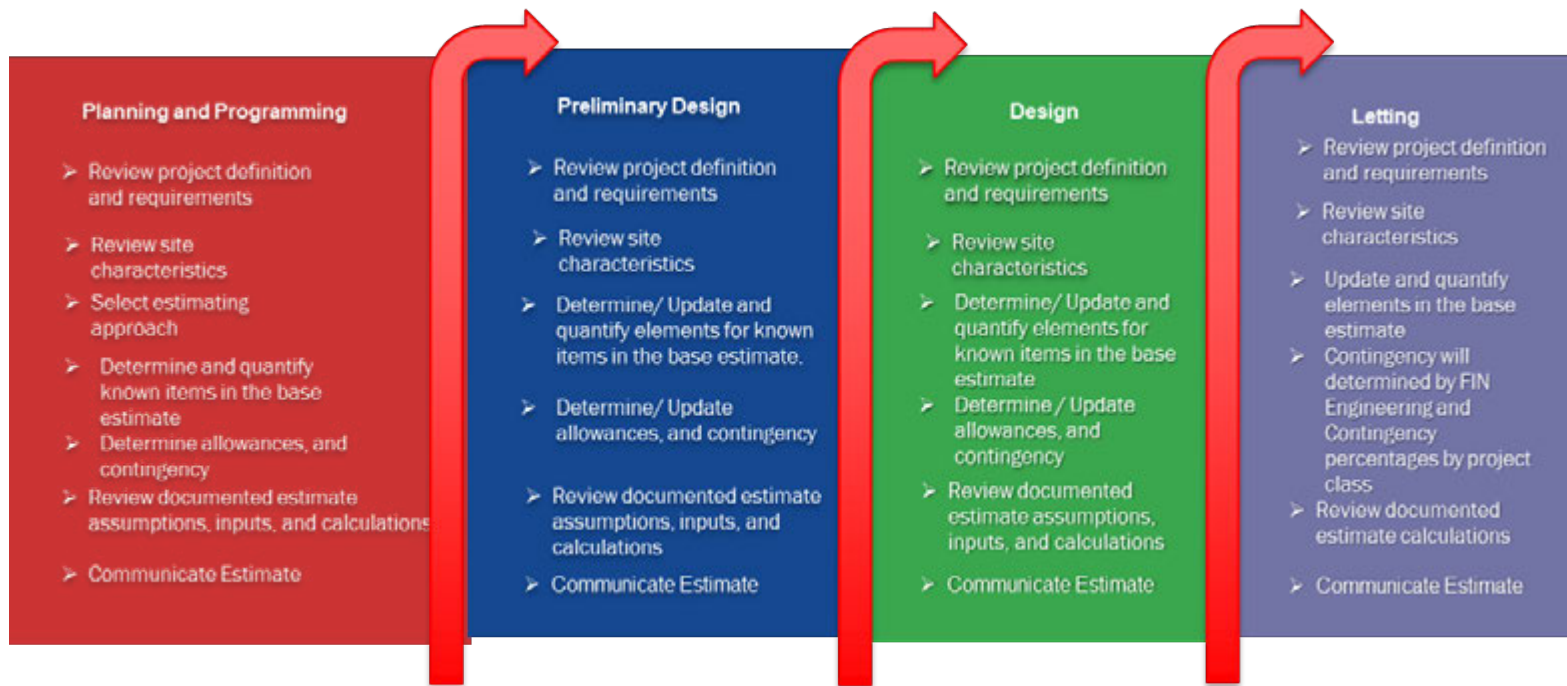 Planning and Programming
➢ Review project definition
and requirements
➢ Review site
characteristics
➢ Select estimating
approach
➢ Determine and quantify
known items in the base
estimate
➢ Determine allowances, and
contingency
➢ Review documented estimate
assumptions, inputs, and calculations
➢ Communicate Estimate
Preliminary Design
➢ Review project definition
and requirements
➢ Review site
characteristics
➢ Determine/ Update and
quantify elements for known
items in the base estimate.
➢ Determine/ Update
allowances, and contingency
➢ Review documented estimate
assumptions, inputs, and
calculations
➢ Communicate Estimate
Design
➢ Review project definition
and requirements
➢ Review site
characteristics
➢ Determine/ Update and
quantify elements for
known items in the base
estimate
➢ Determine / Update
allowances, and
contingency
➢ Review documented
estimate assumptions,
inputs, and calculations
➢ Communicate Estimate
Letting
➢ Review project definition
and requirements
➢ Review site
characteristics
➢ Update and quantify
elements in the base
estimate
➢ Contingency will
determined by FIN
Engineering and
Contingency
percentages by project
class
➢ Review documented
estimate calculations
➢ Communicate Estimate